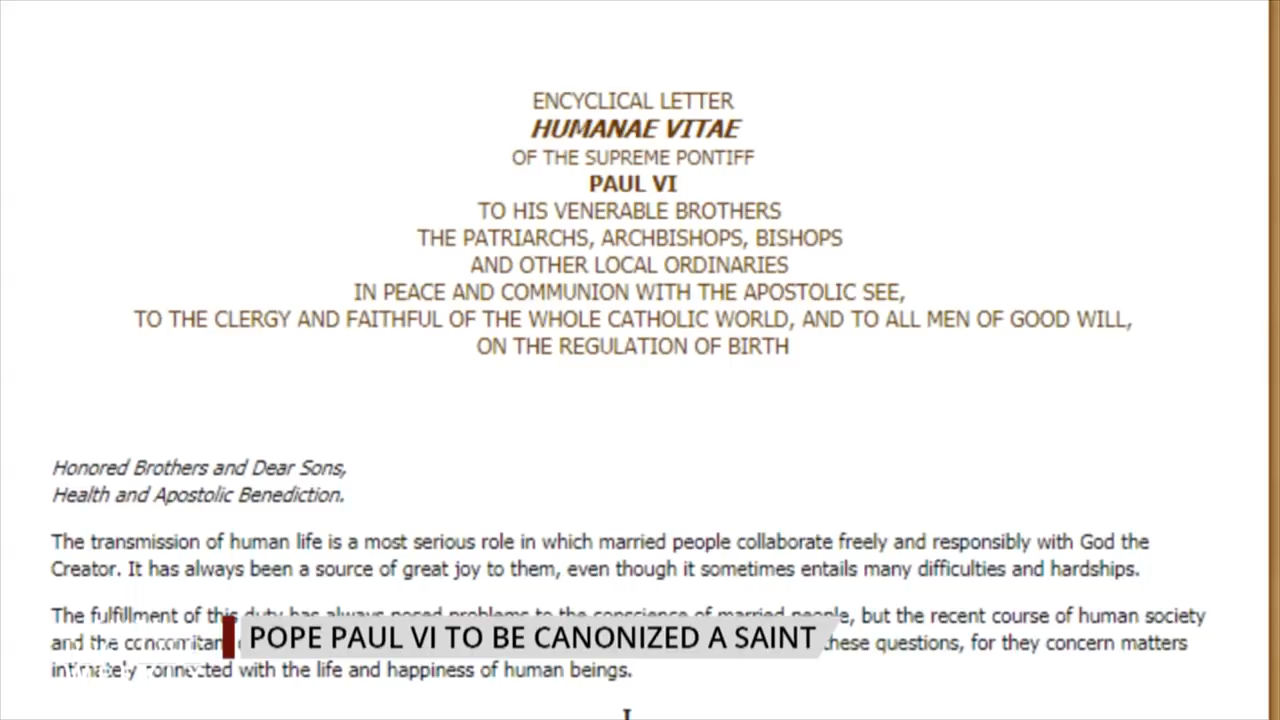 ENCYCLICAL LETTER
HUMANAE VITAE
OF THE SUPREME PONTIFF
PAUL VI
TO HIS VENERABLE BROTHERS
THE PATRIARCHS, ARCHBISHOPS, BISHOPS
AND OTHER LOCAL ORDINARIES
IN PEACE AND COMMUNION WITH THE APOSTOLIC SEE,
TO THE CLERGY AND FAITHFUL OF THE WHOLE CATHOLIC WORLD, AND TO ALL MEN OF GOOD WILL,
ON THE REGULATION OF BIRTH
Honored Brothers and Dear Sons,
Health and Apostolic Benediction.
The transmission of human life is a most serious role in which married people collaborate freely and responsibly with God the
Creator. It has always been a source of great joy to them, even though it sometimes entails many difficulties and hardships.
The fulfillment of this duty has always posed problems to the conscience of married people, but the recent course of human society
and the these questions, for they concern matters
POPE PAUL VI TO BE CANONIZED A SAINT
intimately connected with the life and happiness of human beings.
I